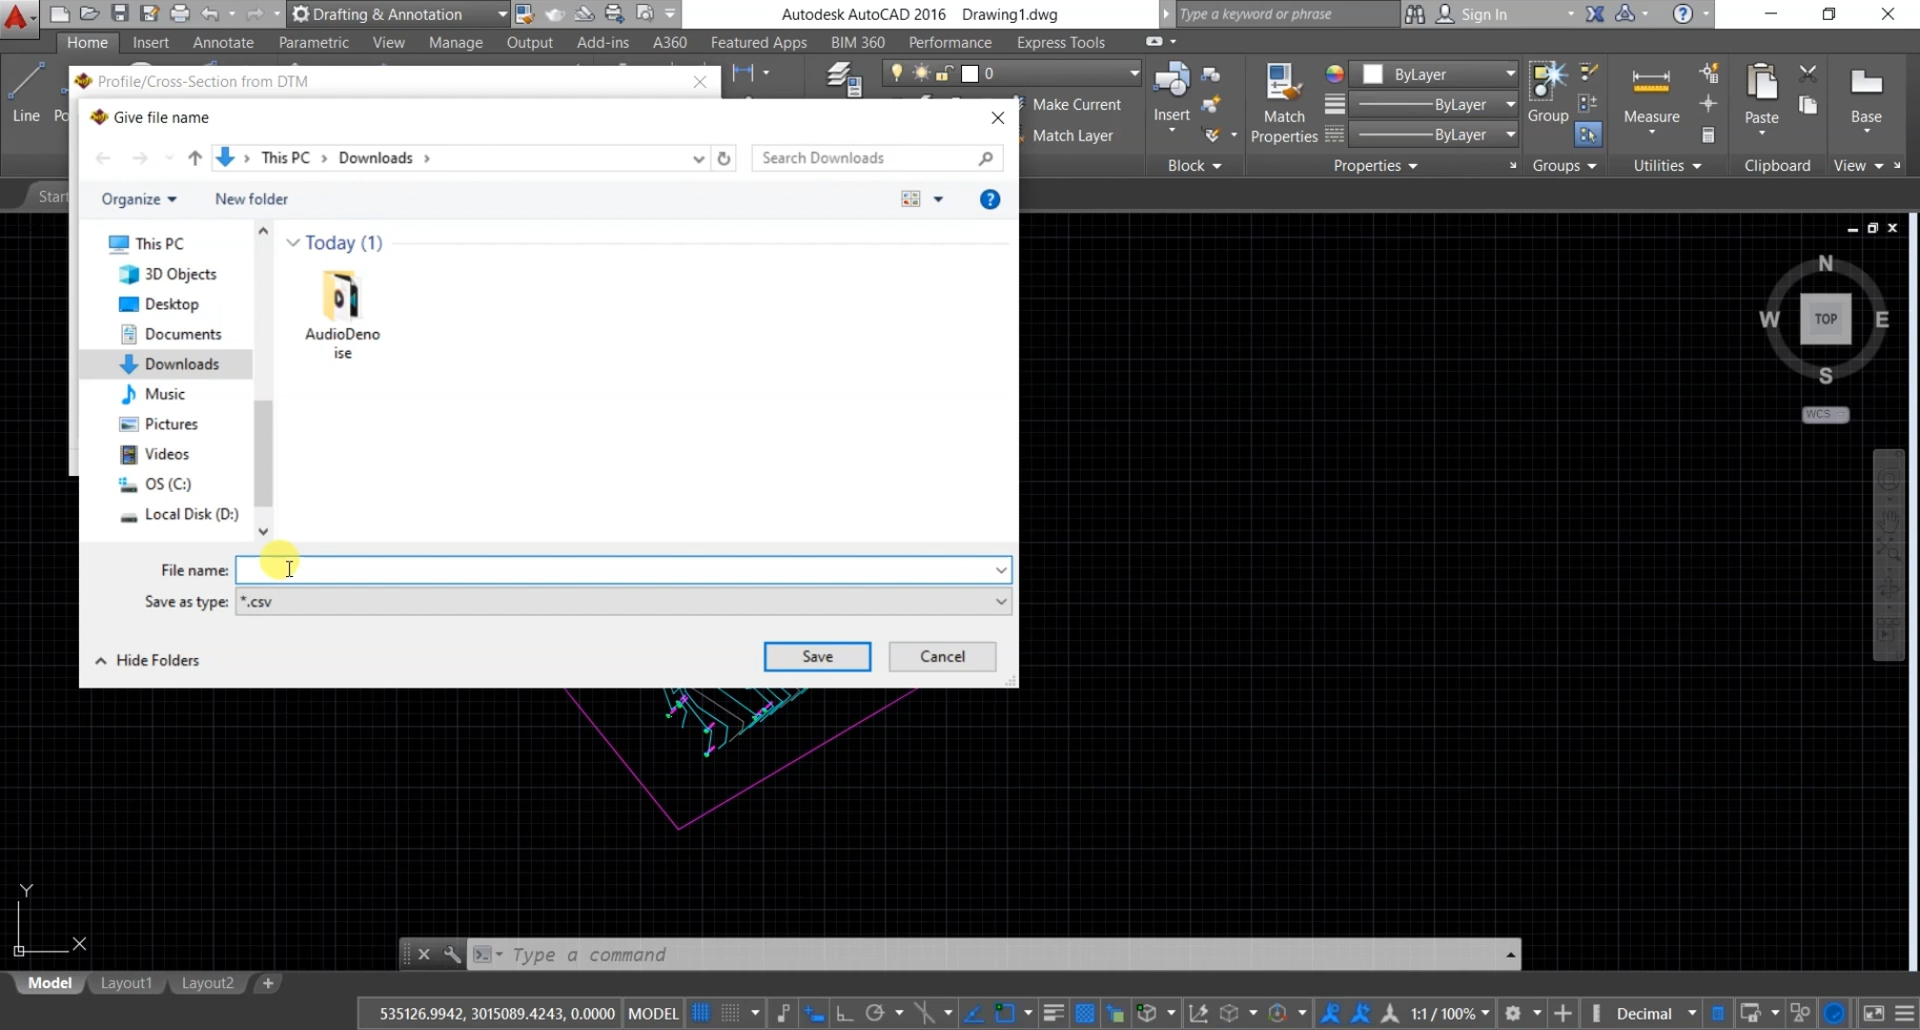 Drafting & Annotation
Autodesk AutoCAD 2016 Drawing1.dwg
Type a keyword or phrase
Sign In
Home Insert Annotate Parametric View Manage Output Add-ins A360 Featured Apps BIM 360 Performance Express Tools
Profile/Cross-Section from DTM
0
ByLayer
Line
Make Current
Insert
Match
Properties
ByLayer
Group
Measure
Paste
Base
Give file name
Match Layer
ByLayer
This PC > Downloads >
Search Downloads
Block
Properties
Groups
Utilities
Clipboard
View
Start
Organize
New folder
This PC
3D Objects
Desktop
Documents
Downloads
Music
Pictures
Videos
OS (C:)
Local Disk (D:)
Today (1)
AudioDeno
ise
N
W
TOP
E
S
WCS
File name:
Save as type: *.csv
Hide Folders
Save
Cancel
Y
X
Type a command
Model Layout1 Layout2 +
535126.9942, 3015089.4243, 0.0000 MODEL
1:1 / 100%
Decimal